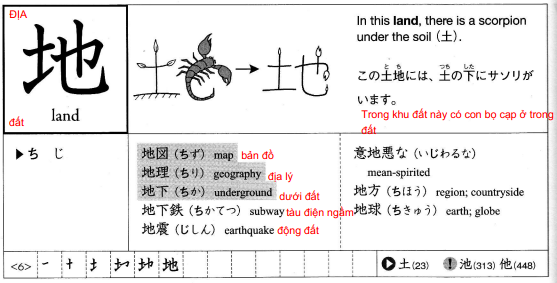 ĐỊA
地
đất
land
In this land, there is a scorpion
under the soil (土).
この土地には、土の下にサソリが
とち
つち
した
います。
Trong khu đất này có con bọ cạp ở trong
đất
▶ち じ
地図(ちず) map bản đồ
地理(ちり) geography địa lý
地下(ちか) underground dưới đất
地下鉄(ちかてつ) subway tàu điện ngầm
地震(じしん) earthquake động đất
意地悪な(いじわるな)
mean-spirited
地方(ちほう) region; countryside
地球(ちきゅう) earth; globe
<6>
地
土(23) 池(313) 他(448)